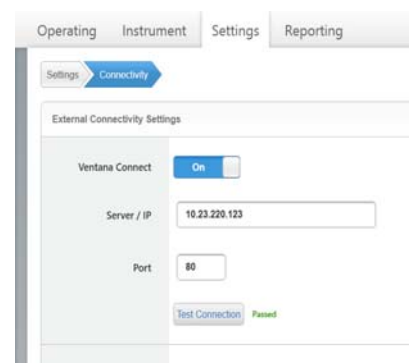 Operating Instrument Settings Reporting
Settings Connectivity
External Connectivity Settings
Ventana Connect On
Server / IP 10.23.220.123
Port 80
Test Connection Passed